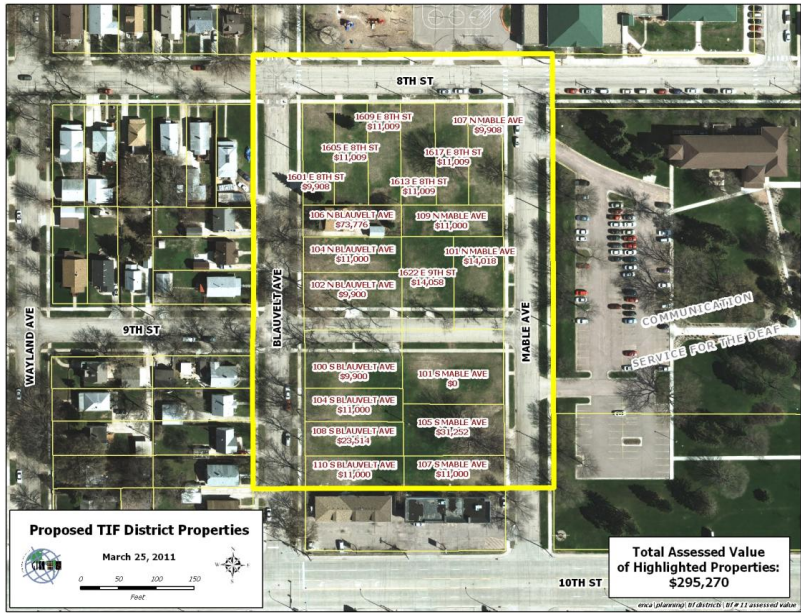 8TH ST
1609 E 8TH ST
$11,009
107 N MABLE AVE
$9,908
1605 E 8TH ST
$11,009
1617 E 8TH ST
$11,009
1601 E 8TH ST
$9,908
1613 E 8TH ST
$11,009
106 N BLAUVELT AVE
$73,776
109 N MABLE AVE
$11,000
104 N BLAUVELT AVE
$11,000
101 N MABLE AVE
$14,018
1622 E 9TH ST
$14,058
102 N BLAUVELT AVE
$9,900
WAYLAND AVE
9TH ST
BLAUVELT AVE
MABLE AVE
COMMUNICATION
SERVICE FOR THE DEAF
100 S BLAUVELT AVE
$9,900
101 S MABLE AVE
$0
104 S BLAUVELT AVE
$11,000
105 S MABLE AVE
$31,252
108 S BLAUVELT AVE
$23,514
110 S BLAUVELT AVE
$11,000
107 S MABLE AVE
$11,000
Proposed TIF District Properties
March 25, 2011
0 50 100 150
Feet
10TH ST
Total Assessed Value
of Highlighted Properties:
$295,270